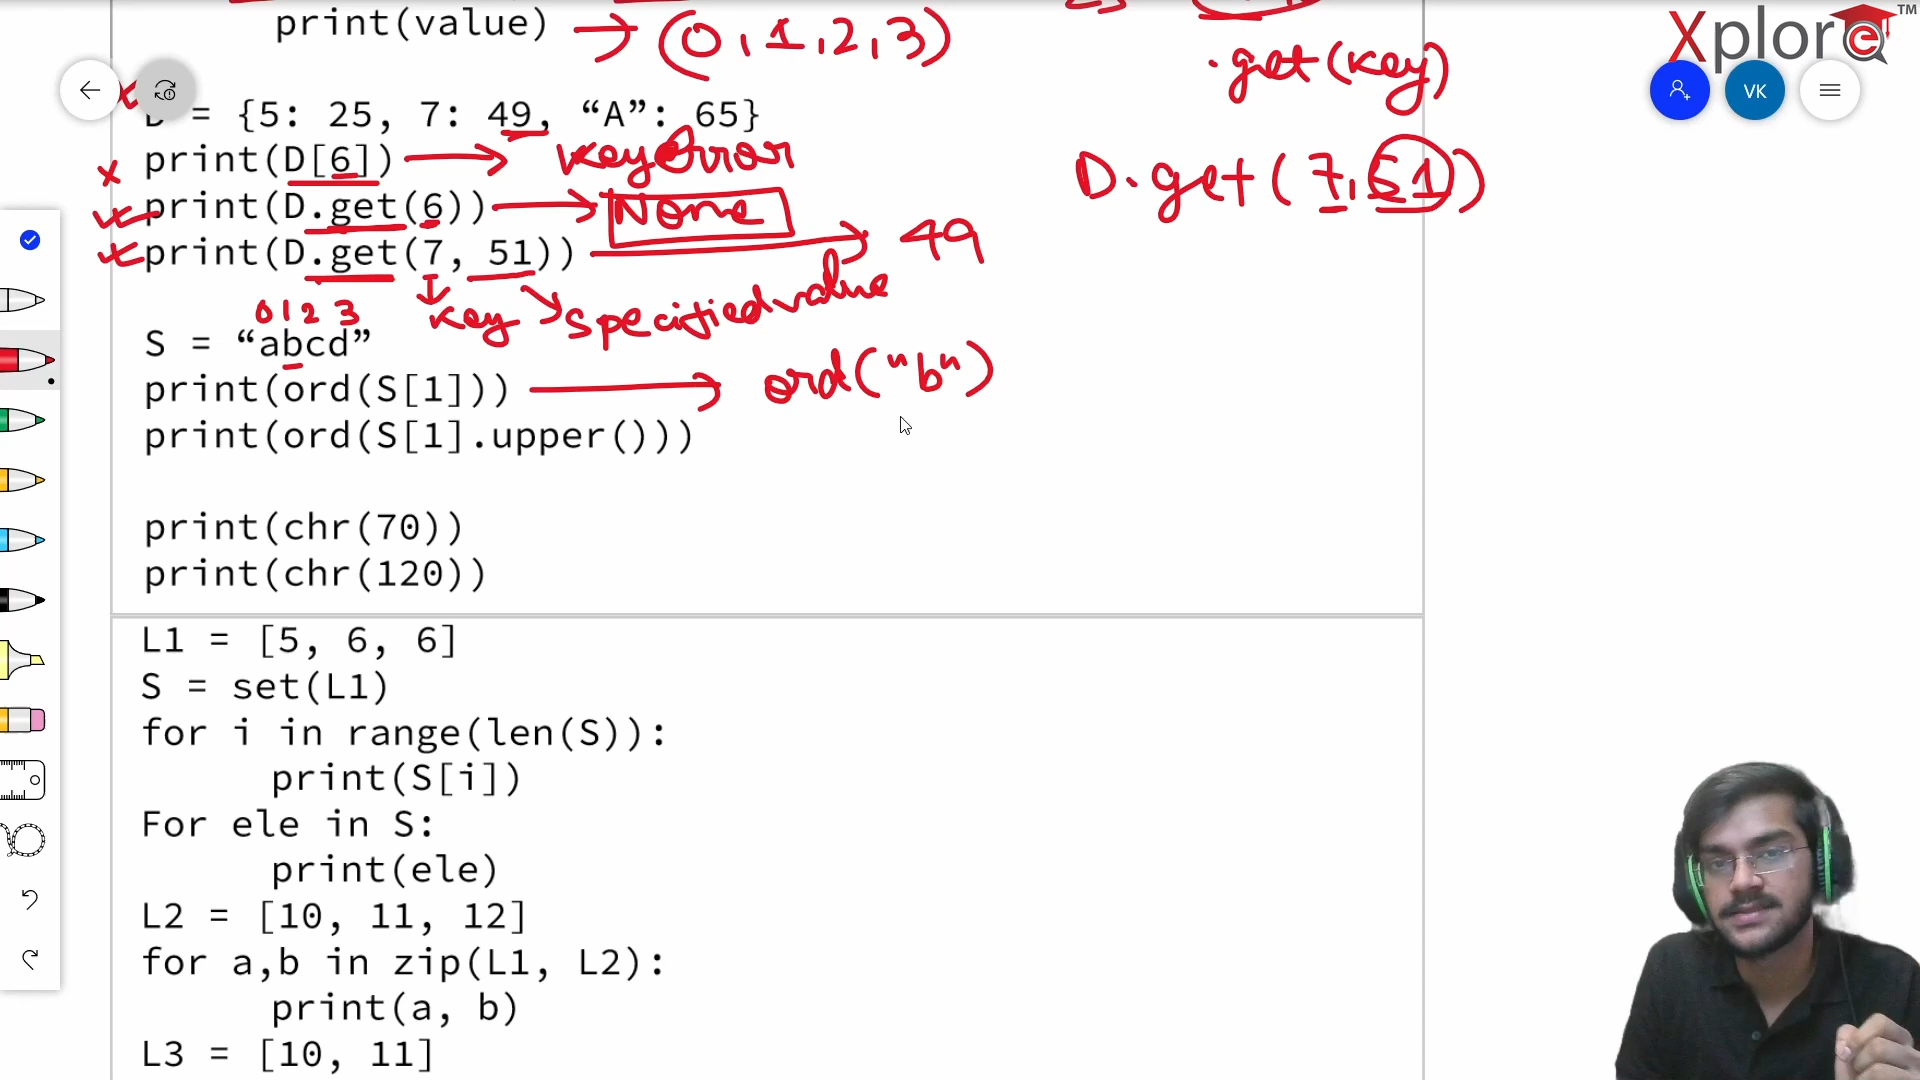 Xplore TM
print(value) → (0,1,2,3)
.get(key)
VK
= {5: 25, 7: 49, “A”: 65}
print(D[6]) → KeyError
D.get(7,51)
print(D.get(6)) → None
print(D.get(7, 51)) → 49
0 1 2 3 key specified value
S = “abcd”
print(ord(S[1])) → ord("b")
print(ord(S[1].upper()))
print(chr(70))
print(chr(120))
L1 = [5, 6, 6]
S = set(L1)
for i in range(len(S)):
print(S[i])
For ele in S:
print(ele)
L2 = [10, 11, 12]
for a,b in zip(L1, L2):
print(a, b)
L3 = [10, 11]